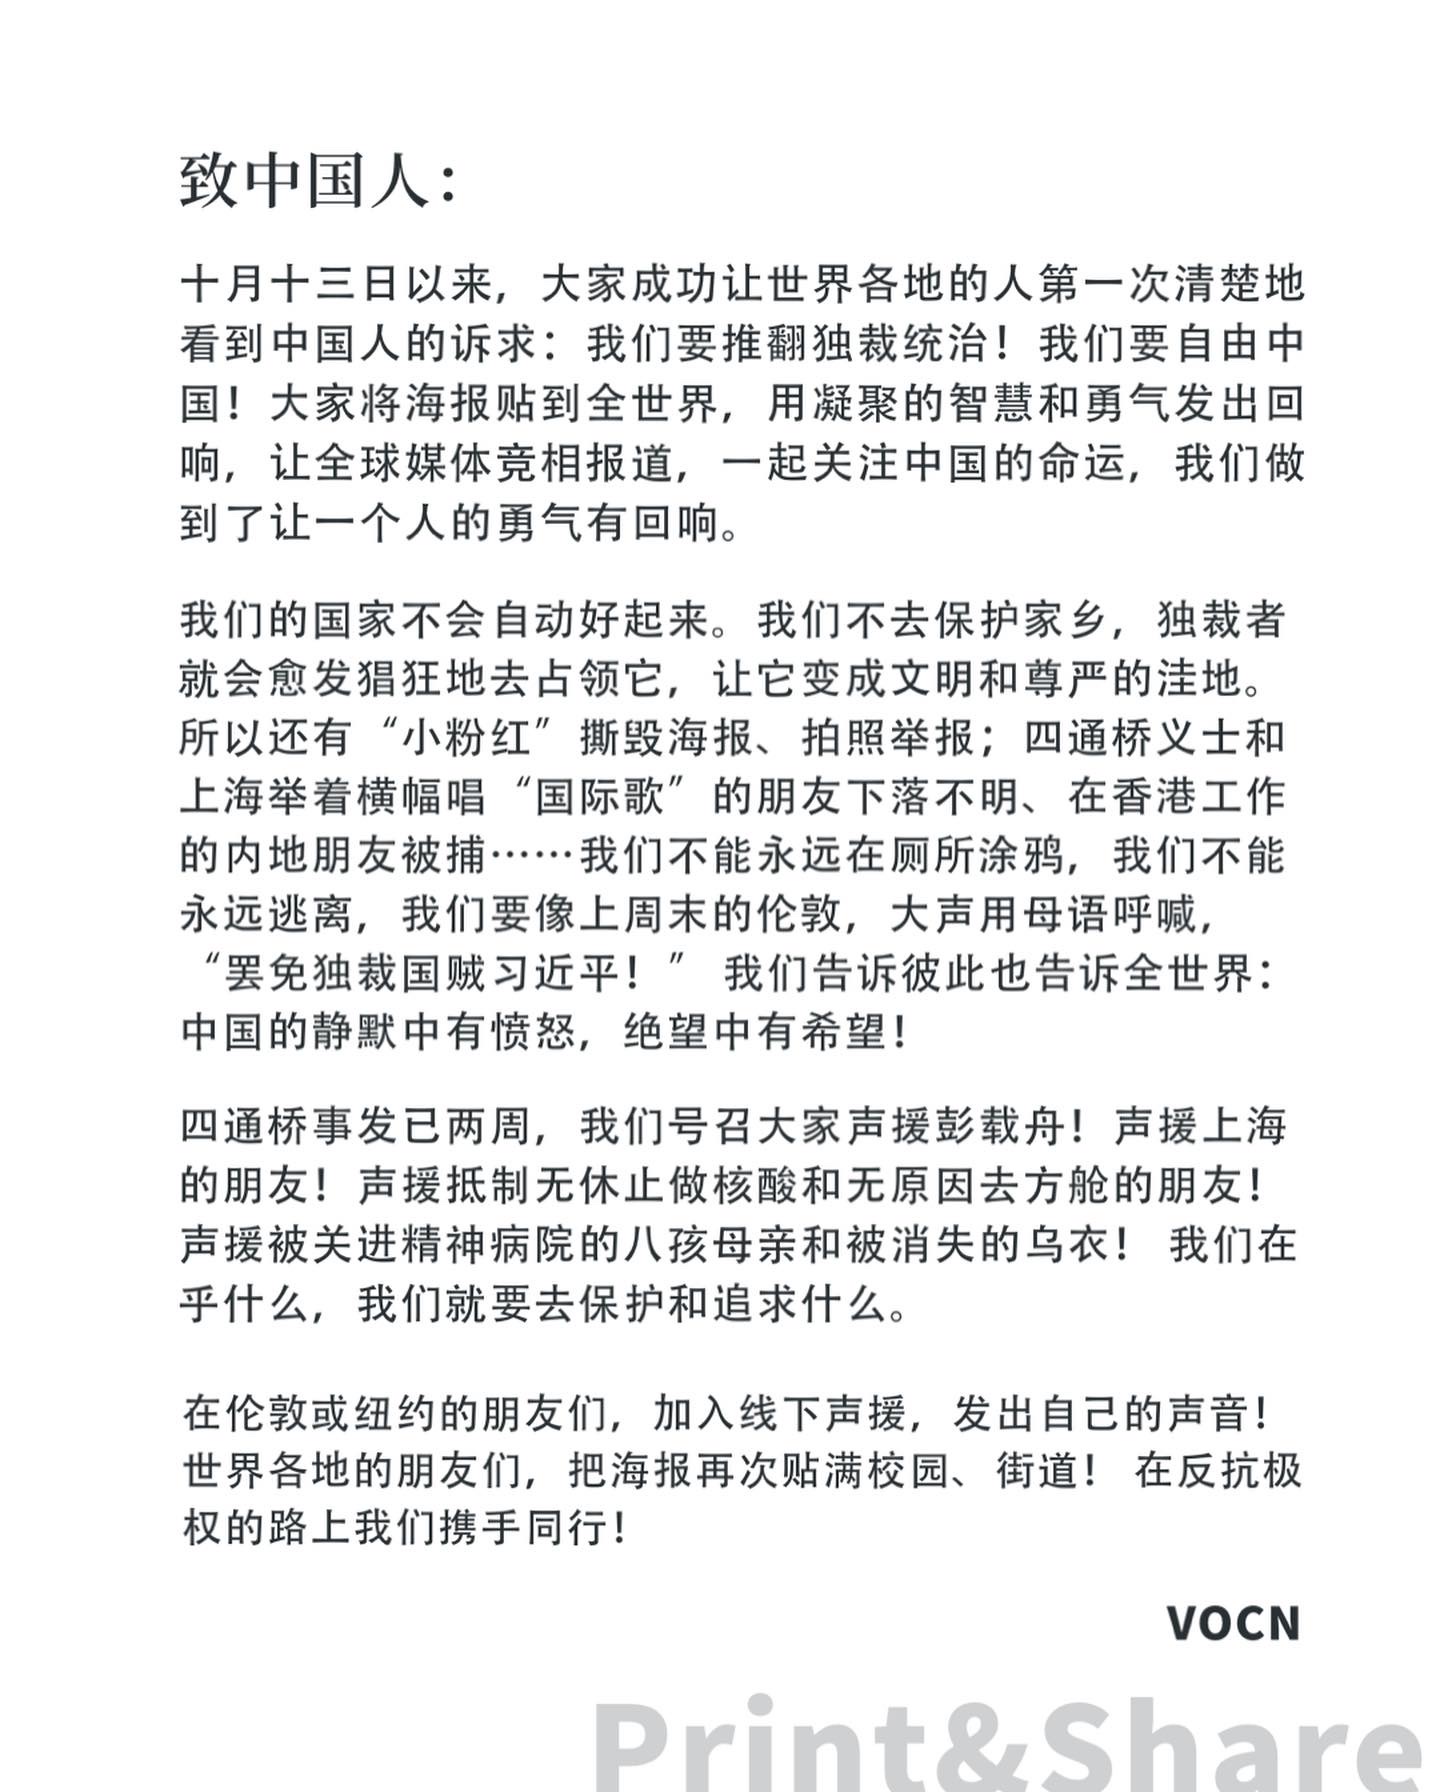 致中国人：
十月十三日以来，大家成功让世界各地的人第一次清楚地
看到中国人的诉求：我们要推翻独裁统治！我们要自由中
国！大家将海报贴到全世界，用凝聚的智慧和勇气发出回
响，让全球媒体竞相报道，一起关注中国的命运，我们做
到了让一个人的勇气有回响。
我们的国家不会自动好起来。我们不去保护家乡，独裁者
就会愈发猖狂地去占领它，让它变成文明和尊严的洼地。
所以还有“小粉红”撕毁海报、拍照举报；四通桥义士和
上海举着横幅唱“国际歌”的朋友下落不明、在香港工作
的内地朋友被捕……我们不能永远在厕所涂鸦，我们不能
永远逃离，我们要像上周末的伦敦，大声用母语呼喊，
“罢免独裁国贼习近平！” 我们告诉彼此也告诉全世界：
中国的静默中有愤怒，绝望中有希望！
四通桥事发已两周，我们号召大家声援彭载舟！声援上海
的朋友！声援抵制无休止做核酸和无原因去方舱的朋友！
声援被关进精神病院的八孩母亲和被消失的乌衣！ 我们在
乎什么，我们就要去保护和追求什么。
在伦敦或纽约的朋友们，加入线下声援，发出自己的声音！
世界各地的朋友们，把海报再次贴满校园、街道！ 在反抗极
权的路上我们携手同行！
VOCN
Print&Share